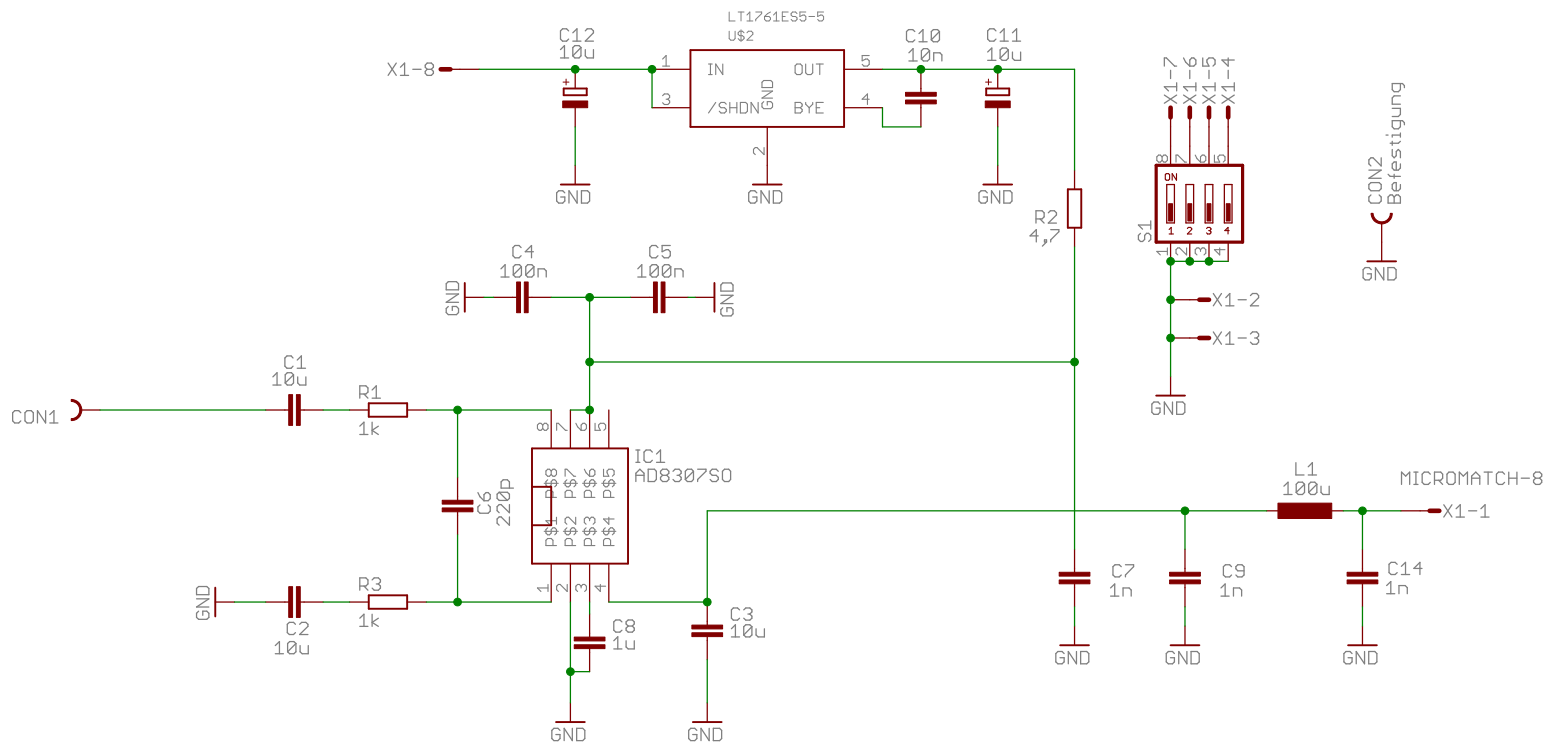 LT1761ES5-5
U$2
C12
10u
C10
10n
C11
10u
X1-8
1
IN
OUT
5
3
/SHDN
GND
BYE
4
2
+
+
GND
GND
GND
X1-7
X1-6
X1-5
X1-4
8
7
6
5
ON
1
2
3
4
S1
1
2
3
4
X1-2
X1-3
GND
CON2
Befestigung
GND
R2
4,7
C4
100n
C5
100n
GND
GND
C1
10u
R1
1k
CON1
8
7
6
5
IC1
AD8307SO
P$8
P$7
P$6
P$5
P$1
P$2
P$3
P$4
C6
220p
1
2
3
4
GND
C2
10u
R3
1k
C8
1u
C3
10u
GND
GND
L1
100u
MICROMATCH-8
X1-1
C7
1n
C9
1n
C14
1n
GND
GND
GND